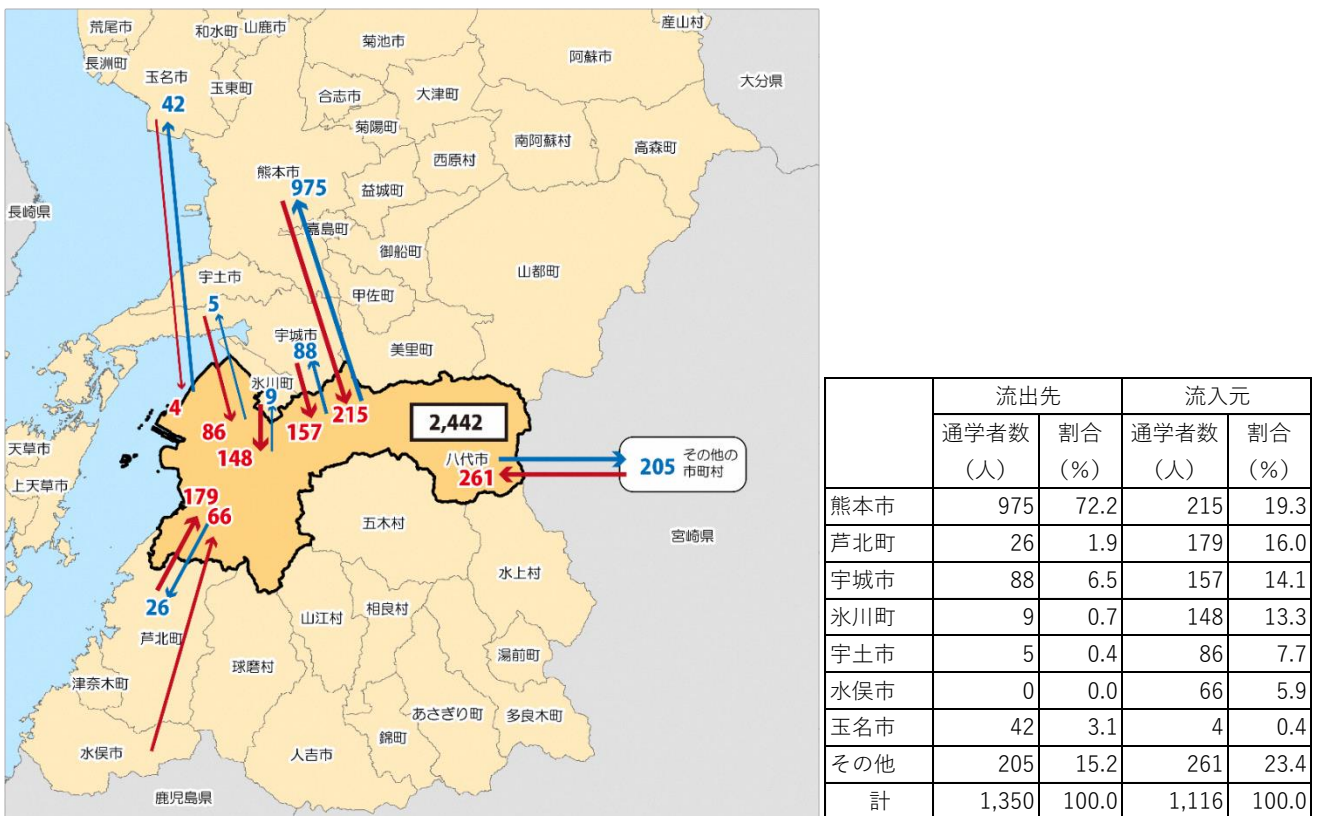 荒尾市
和水町
山鹿市
菊池市
産山村
阿蘇市
大分県
長洲町
玉名市
玉東町
合志市
大津町
42
菊陽町
南阿蘇村
高森町
西原村
熊本市
975
益城町
長崎県
嘉島町
御船町
山都町
宇土市
甲佐町
5
宇城市
88
美里町
氷川町
9
4
86
148
157
215
2,442
八代市
261
205
その他の
市町村
天草市
上天草市
179
66
五木村
宮崎県
水上村
26
山江村
相良村
芦北町
球磨村
湯前町
津奈木町
あさぎり町
多良木町
錦町
水俣市
人吉市
鹿児島県
流出先 流入元
通学者数 割合 通学者数 割合
（人） （%） （人） （%）
熊本市 975 72.2 215 19.3
芦北町 26 1.9 179 16.0
宇城市 88 6.5 157 14.1
氷川町 9 0.7 148 13.3
宇土市 5 0.4 86 7.7
水俣市 0 0.0 66 5.9
玉名市 42 3.1 4 0.4
その他 205 15.2 261 23.4
計 1,350 100.0 1,116 100.0